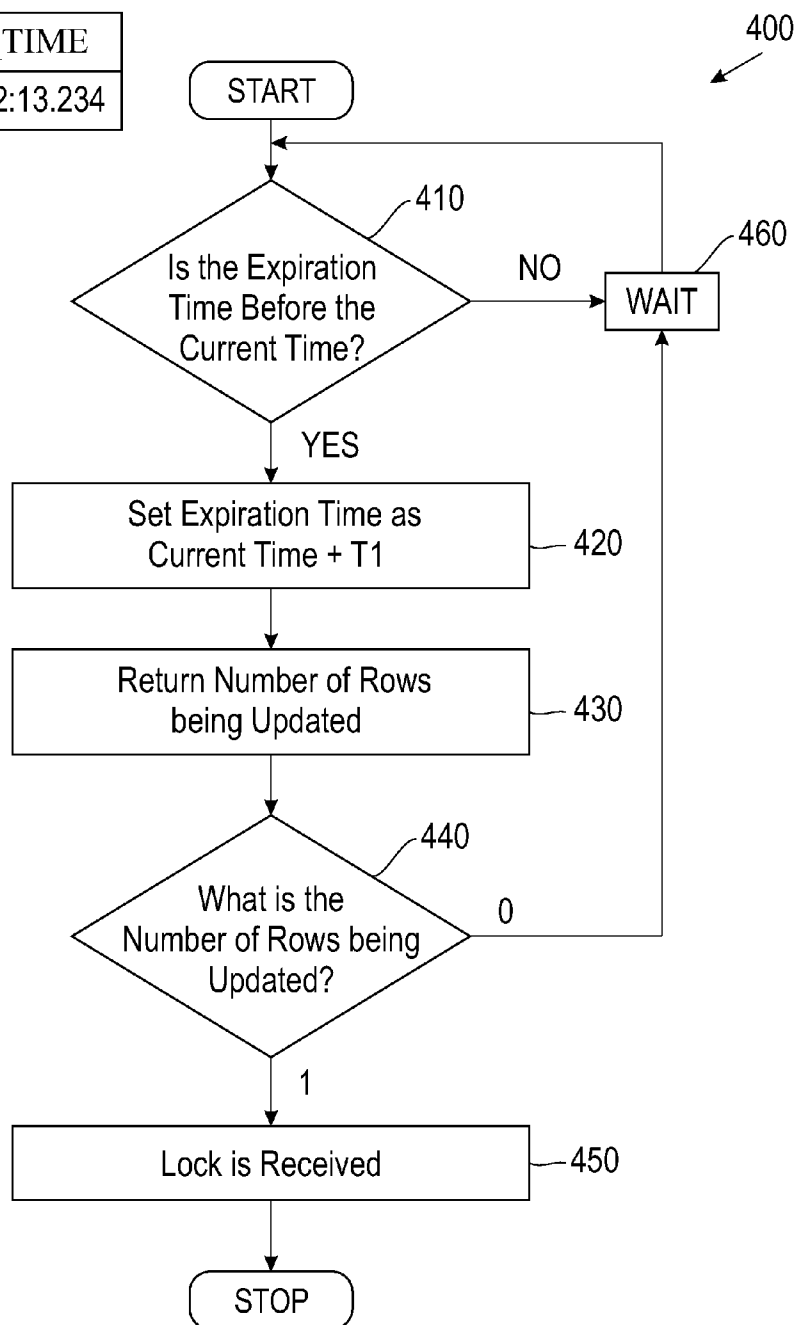 _TIME
2:13.234
400
START
410
Is the Expiration
Time Before the
Current Time?
NO
460
WAIT
YES
Set Expiration Time as
Current Time + T1
420
Return Number of Rows
being Updated
430
440
What is the
Number of Rows being
Updated?
0
1
Lock is Received
450
STOP